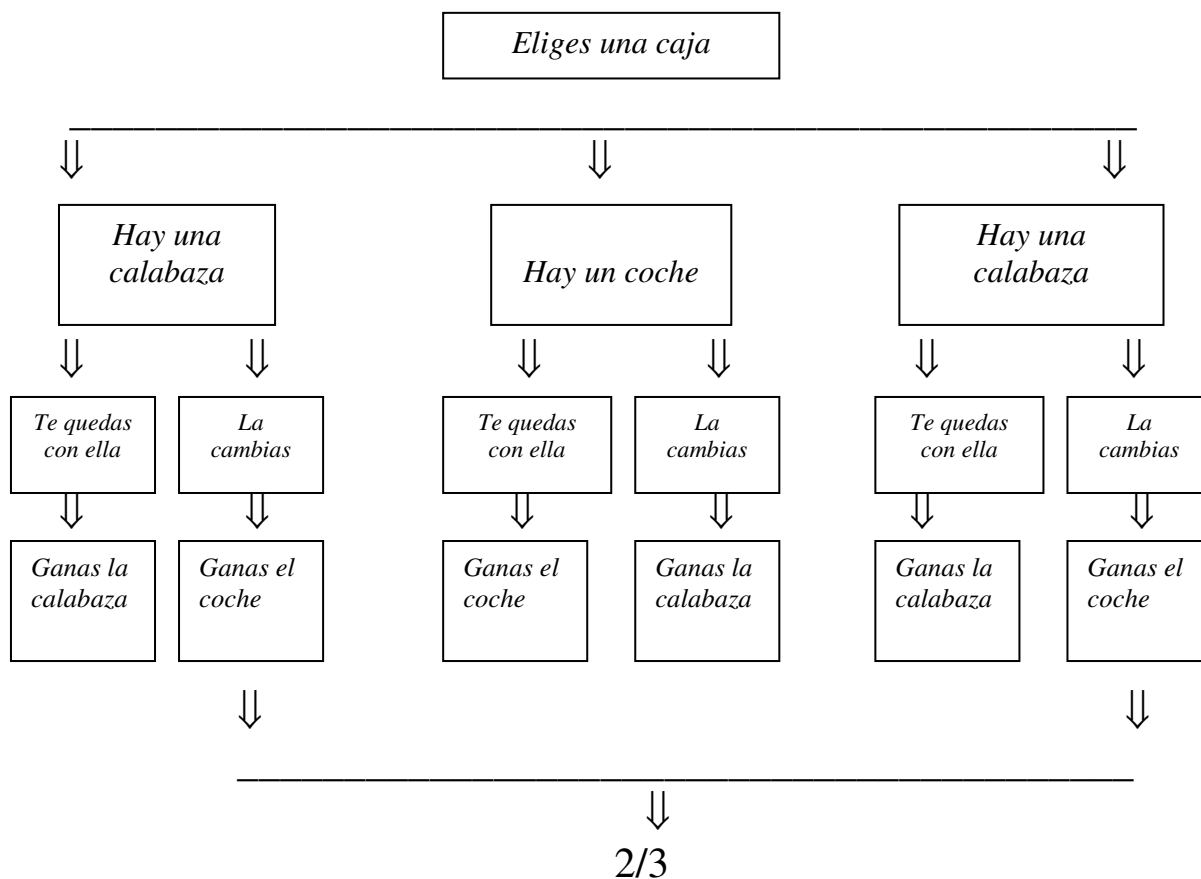 Eliges una caja
Hay una
calabaza
Hay un coche
Hay una
calabaza
Te quedas
con ella
La
cambias
Te quedas
con ella
La
cambias
Te quedas
con ella
La
cambias
Ganas la
calabaza
Ganas el
coche
Ganas el
coche
Ganas la
calabaza
Ganas la
calabaza
Ganas el
coche
2/3